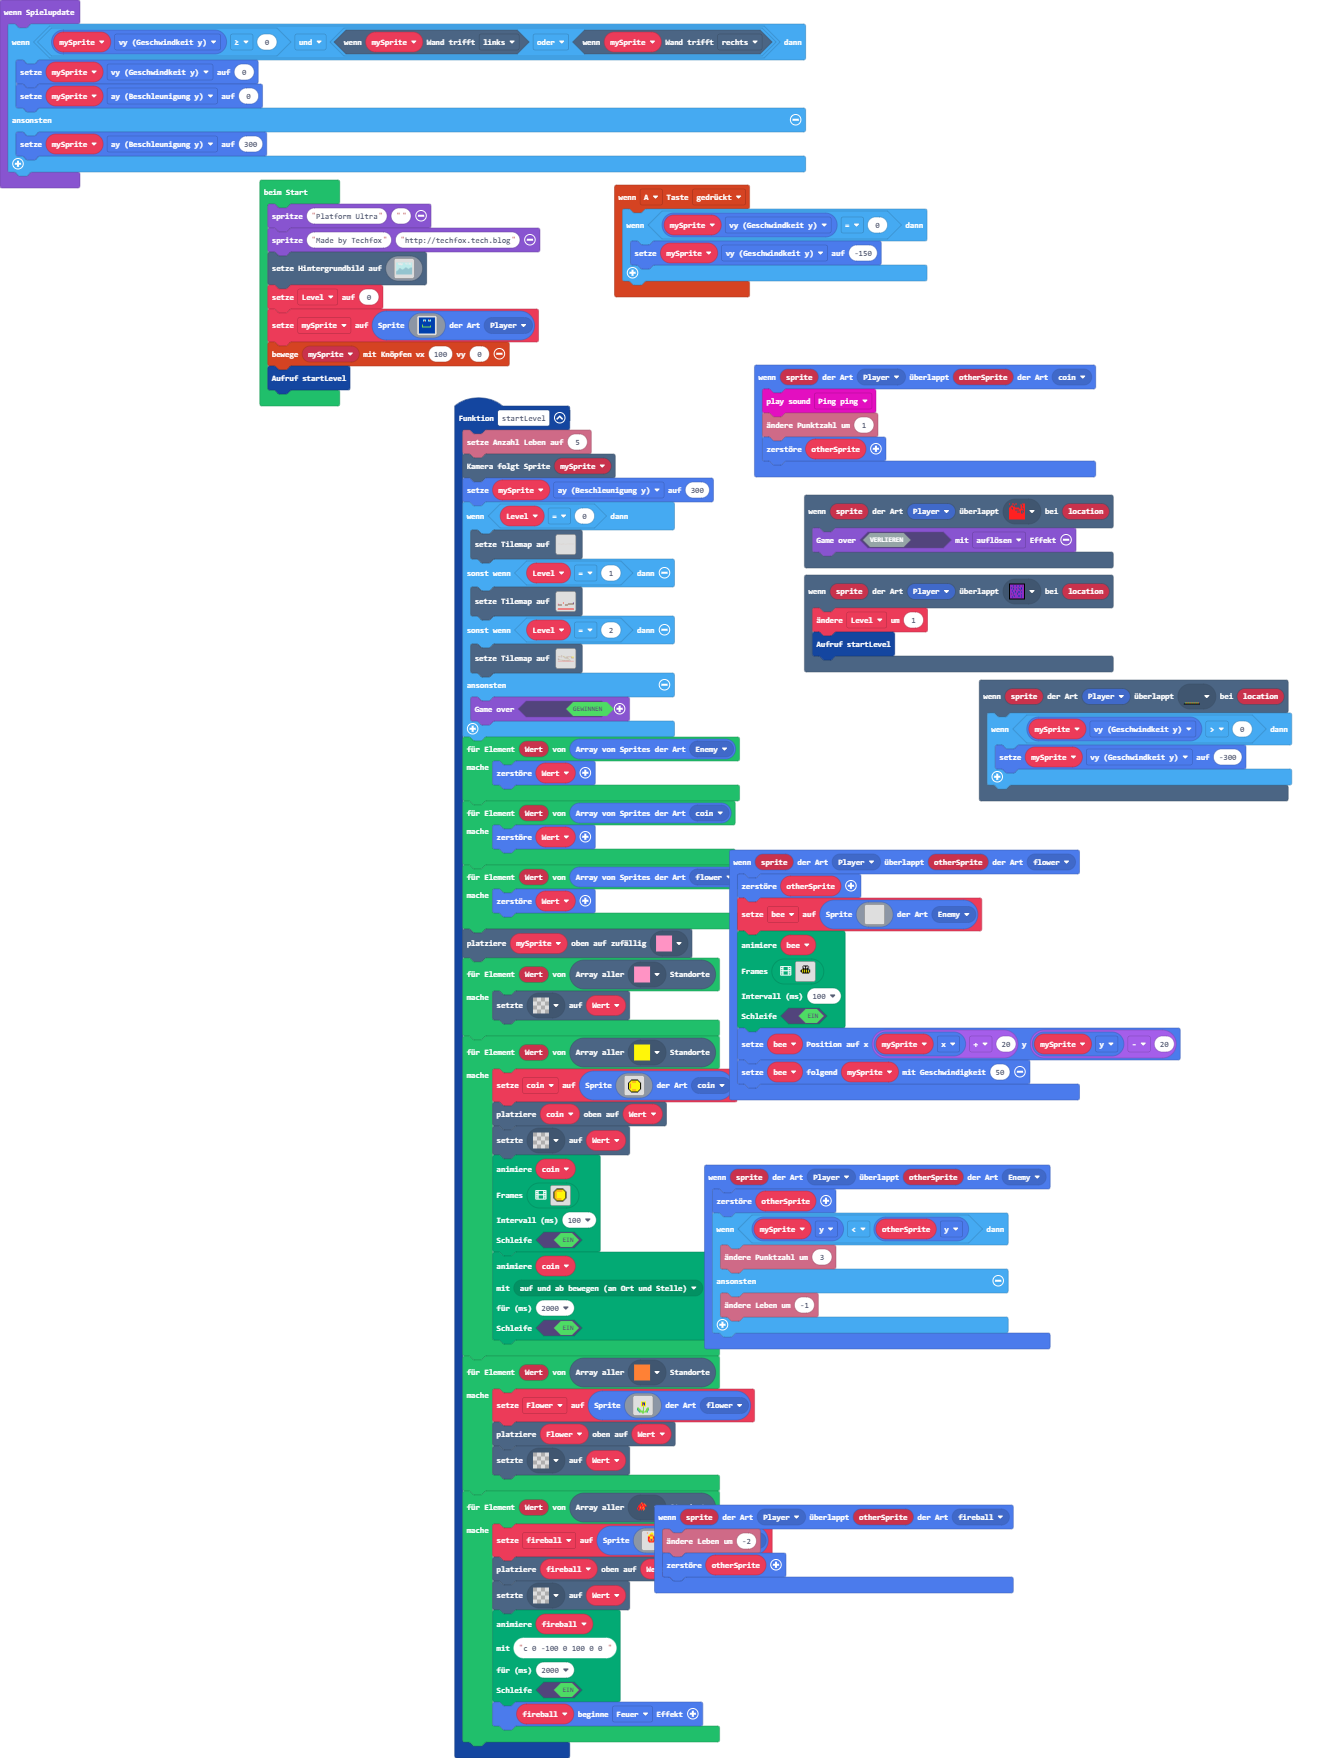 wenn Spielupdate
wenn mySprite vy (Geschwindkeit y) ≥ 0 und wenn mySprite Wand trifft links oder wenn mySprite Wand trifft rechts dann
setze mySprite vy (Geschwindkeit y) auf 0
setze mySprite ay (Beschleunigung y) auf 0
ansonsten
setze mySprite ay (Beschleunigung y) auf 300
beim Start
spritze "Platform Ultra" " "
spritze "Made by Techfox" "http://techfox.tech.blog"
setze Hintergrundbild auf
setze Level auf 0
setze mySprite auf Sprite der Art Player
bewege mySprite mit Knöpfen vx 100 vy 0
Aufruf startLevel
wenn A Taste gedrückt
wenn mySprite vy (Geschwindkeit y) = 0 dann
setze mySprite vy (Geschwindkeit y) auf -150
Funktion startLevel
setze Anzahl Leben auf 5
Kamera folgt Sprite mySprite
setze mySprite ay (Beschleunigung y) auf 300
wenn Level = 0 dann
setze Tilemap auf
sonst wenn Level = 1 dann
setze Tilemap auf
sonst wenn Level = 2 dann
setze Tilemap auf
ansonsten
Game over GEWINNEN
für Element Wert von Array von Sprites der Art Enemy
mache zerstöre Wert
für Element Wert von Array von Sprites der Art coin
mache zerstöre Wert
für Element Wert von Array von Sprites der Art flower
mache zerstöre Wert
platziere mySprite oben auf zufällig
für Element Wert von Array aller Standorte
mache setzte auf Wert
für Element Wert von Array aller Standorte
mache setze coin auf Sprite der Art coin
platziere coin oben auf Wert
setzte auf Wert
animiere coin
Frames
Intervall (ms) 100
Schleife EIN
animiere coin
mit auf und ab bewegen (an Ort und Stelle)
für (ms) 2000
Schleife EIN
für Element Wert von Array aller Standorte
mache setze Flower auf Sprite der Art flower
platziere Flower oben auf Wert
setzte auf Wert
für Element Wert von Array aller
mache setze fireball auf Sprite
platziere fireball oben auf
setzte auf Wert
animiere fireball
mit "c 0 -100 0 100 0 0 "
für (ms) 2000
Schleife EIN
fireball beginne Feuer Effekt
wenn sprite der Art Player überlappt otherSprite der Art coin
play sound Ping ping
ändere Punktzahl um 1
zerstöre otherSprite
wenn sprite der Art Player überlappt bei location
Game over VERLIEREN mit auflösen Effekt
wenn sprite der Art Player überlappt bei location
ändere Level um 1
Aufruf startLevel
wenn sprite der Art Player überlappt bei location
wenn mySprite vy (Geschwindkeit y) > 0 dann
setze mySprite vy (Geschwindkeit y) auf -300
wenn sprite der Art Player überlappt otherSprite der Art flower
zerstöre otherSprite
setze bee auf Sprite der Art Enemy
animiere bee
Frames
Intervall (ms) 100
Schleife EIN
setze bee Position auf x mySprite x + 20 y mySprite y - 20
setze bee folgend mySprite mit Geschwindigkeit 50
wenn sprite der Art Player überlappt otherSprite der Art Enemy
zerstöre otherSprite
wenn mySprite y < otherSprite y dann
ändere Punktzahl um 3
ansonsten
ändere Leben um -1
wenn sprite der Art Player überlappt otherSprite der Art fireball
ändere Leben um -2
zerstöre otherSprite